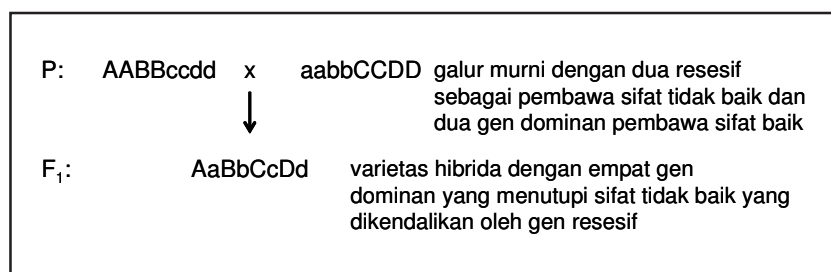 P: AABBccdd x aabbCCDD galur murni dengan dua resesif
sebagai pembawa sifat tidak baik dan
dua gen dominan pembawa sifat baik
F₁: AaBbCcDd varietas hibrida dengan empat gen
dominan yang menutupi sifat tidak baik yang
dikendalikan oleh gen resesif